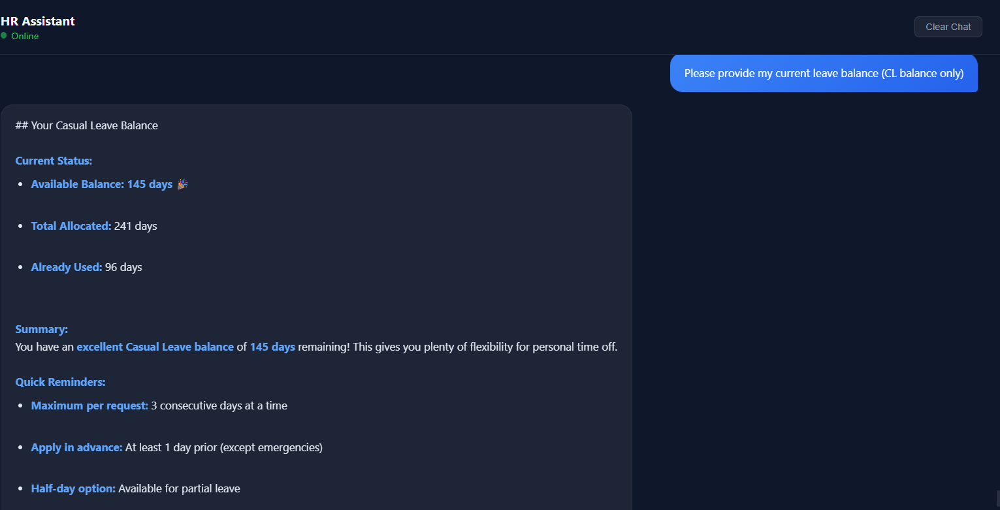 HR Assistant
Online
Clear Chat
Please provide my current leave balance (CL balance only)
## Your Casual Leave Balance
Current Status:
• Available Balance: 145 days 🎉
• Total Allocated: 241 days
• Already Used: 96 days
Summary:
You have an excellent Casual Leave balance of 145 days remaining! This gives you plenty of flexibility for personal time off.
Quick Reminders:
• Maximum per request: 3 consecutive days at a time
• Apply in advance: At least 1 day prior (except emergencies)
• Half-day option: Available for partial leave